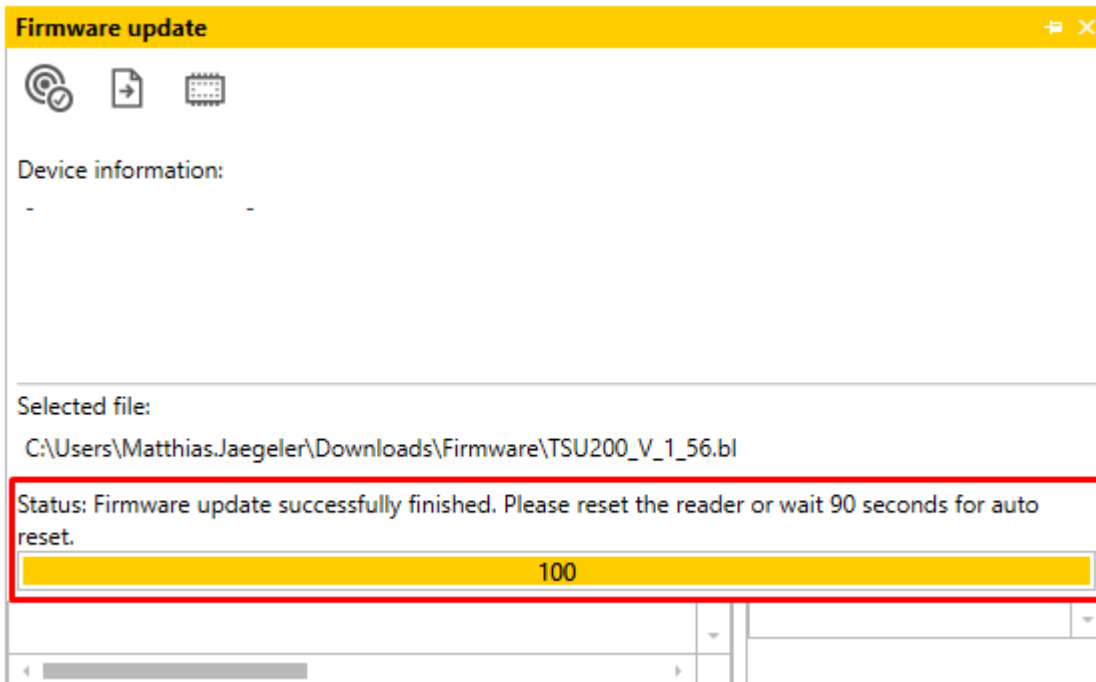 Firmware update
Device information:
- -
Selected file:
C:\Users\Matthias.Jaegeler\Downloads\Firmware\TSU200_V_1_56.bl
Status: Firmware update successfully finished. Please reset the reader or wait 90 seconds for auto
reset.
100